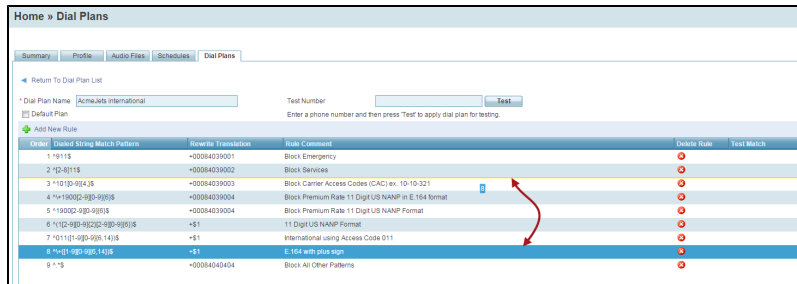 Home » Dial Plans
Summary Profile Audio Files Schedules Dial Plans
Return To Dial Plan List
* Dial Plan Name AcmeJets International Test Number Test
Default Plan Enter a phone number and then press 'Test' to apply dial plan for testing.
Add New Rule
Order Dialed String Match Pattern Rewrite Translation Rule Comment Delete Rule Test Match
1 ^911$ +00084039001 Block Emergency
2 ^[2-8]11$ +00084039002 Block Services
3 ^101[0-9]{4,}$ +00084039003 Block Carrier Access Codes (CAC) ex. 10-10-321
8
4 ^\+1900[2-9][0-9]{6}$ +00084039004 Block Premium Rate 11 Digit US NANP in E.164 format
5 ^1900[2-9][0-9]{6}$ +00084039004 Block Premium Rate 11 Digit US NANP Format
6 ^(1[2-9][0-9]{2}[2-9][0-9]{6})$ +$1 11 Digit US NANP Format
7 ^011([1-9][0-9]{6,14})$ +$1 International using Access Code 011
8 ^\+([1-9][0-9]{6,14})$ +$1 E.164 with plus sign
9 ^.*$ +00084040404 Block All Other Patterns